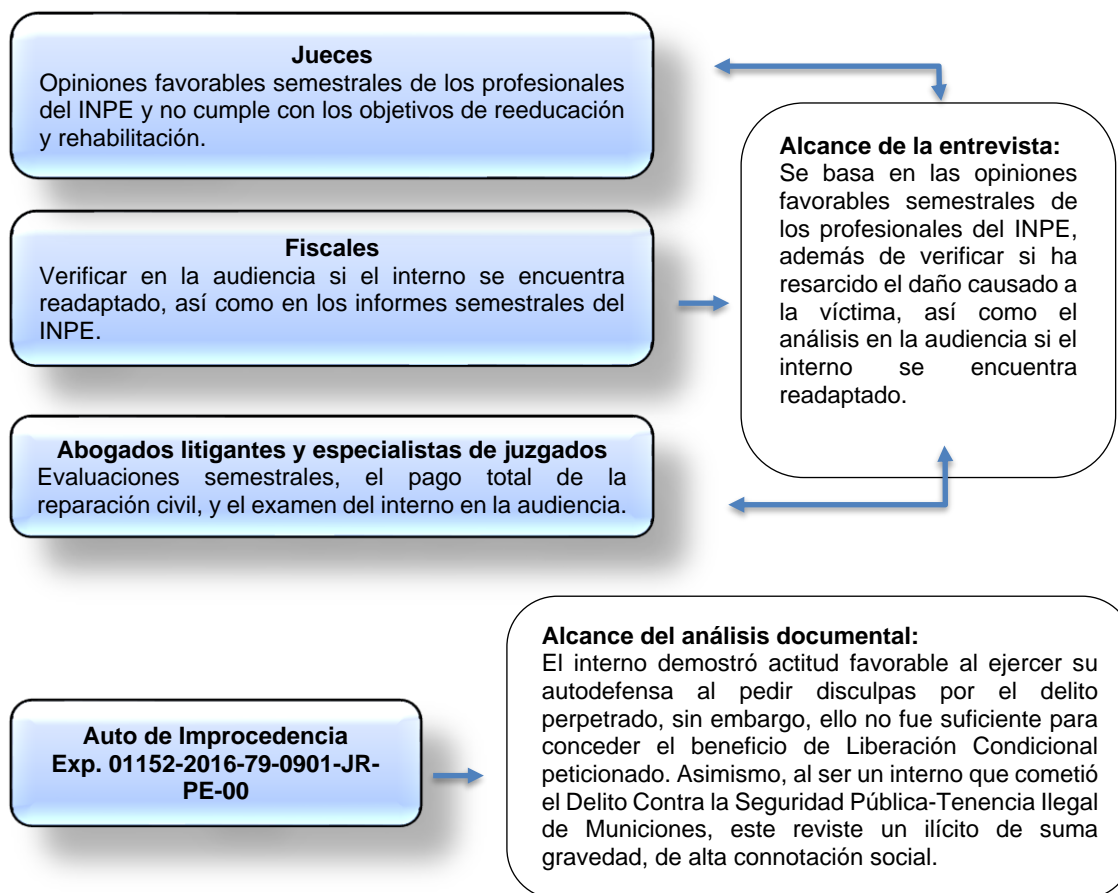 Jueces
Opiniones favorables semestrales de los profesionales
del INPE y no cumple con los objetivos de reeducación
y rehabilitación.
Fiscales
Verificar en la audiencia si el interno se encuentra
readaptado, así como en los informes semestrales del
INPE.
Abogados litigantes y especialistas de juzgados
Evaluaciones semestrales, el pago total de la
reparación civil, y el examen del interno en la audiencia.
Alcance de la entrevista:
Se basa en las opiniones
favorables semestrales de
los profesionales del INPE,
además de verificar si ha
resarcido el daño causado a
la víctima, así como el
análisis en la audiencia si el
interno se encuentra
readaptado.
Auto de Improcedencia
Exp. 01152-2016-79-0901-JR-
PE-00
Alcance del análisis documental:
El interno demostró actitud favorable al ejercer su
autodefensa al pedir disculpas por el delito
perpetrado, sin embargo, ello no fue suficiente para
conceder el beneficio de Liberación Condicional
peticionado. Asimismo, al ser un interno que cometió
el Delito Contra la Seguridad Pública-Tenencia Ilegal
de Municiones, este reviste un ilícito de suma
gravedad, de alta connotación social.